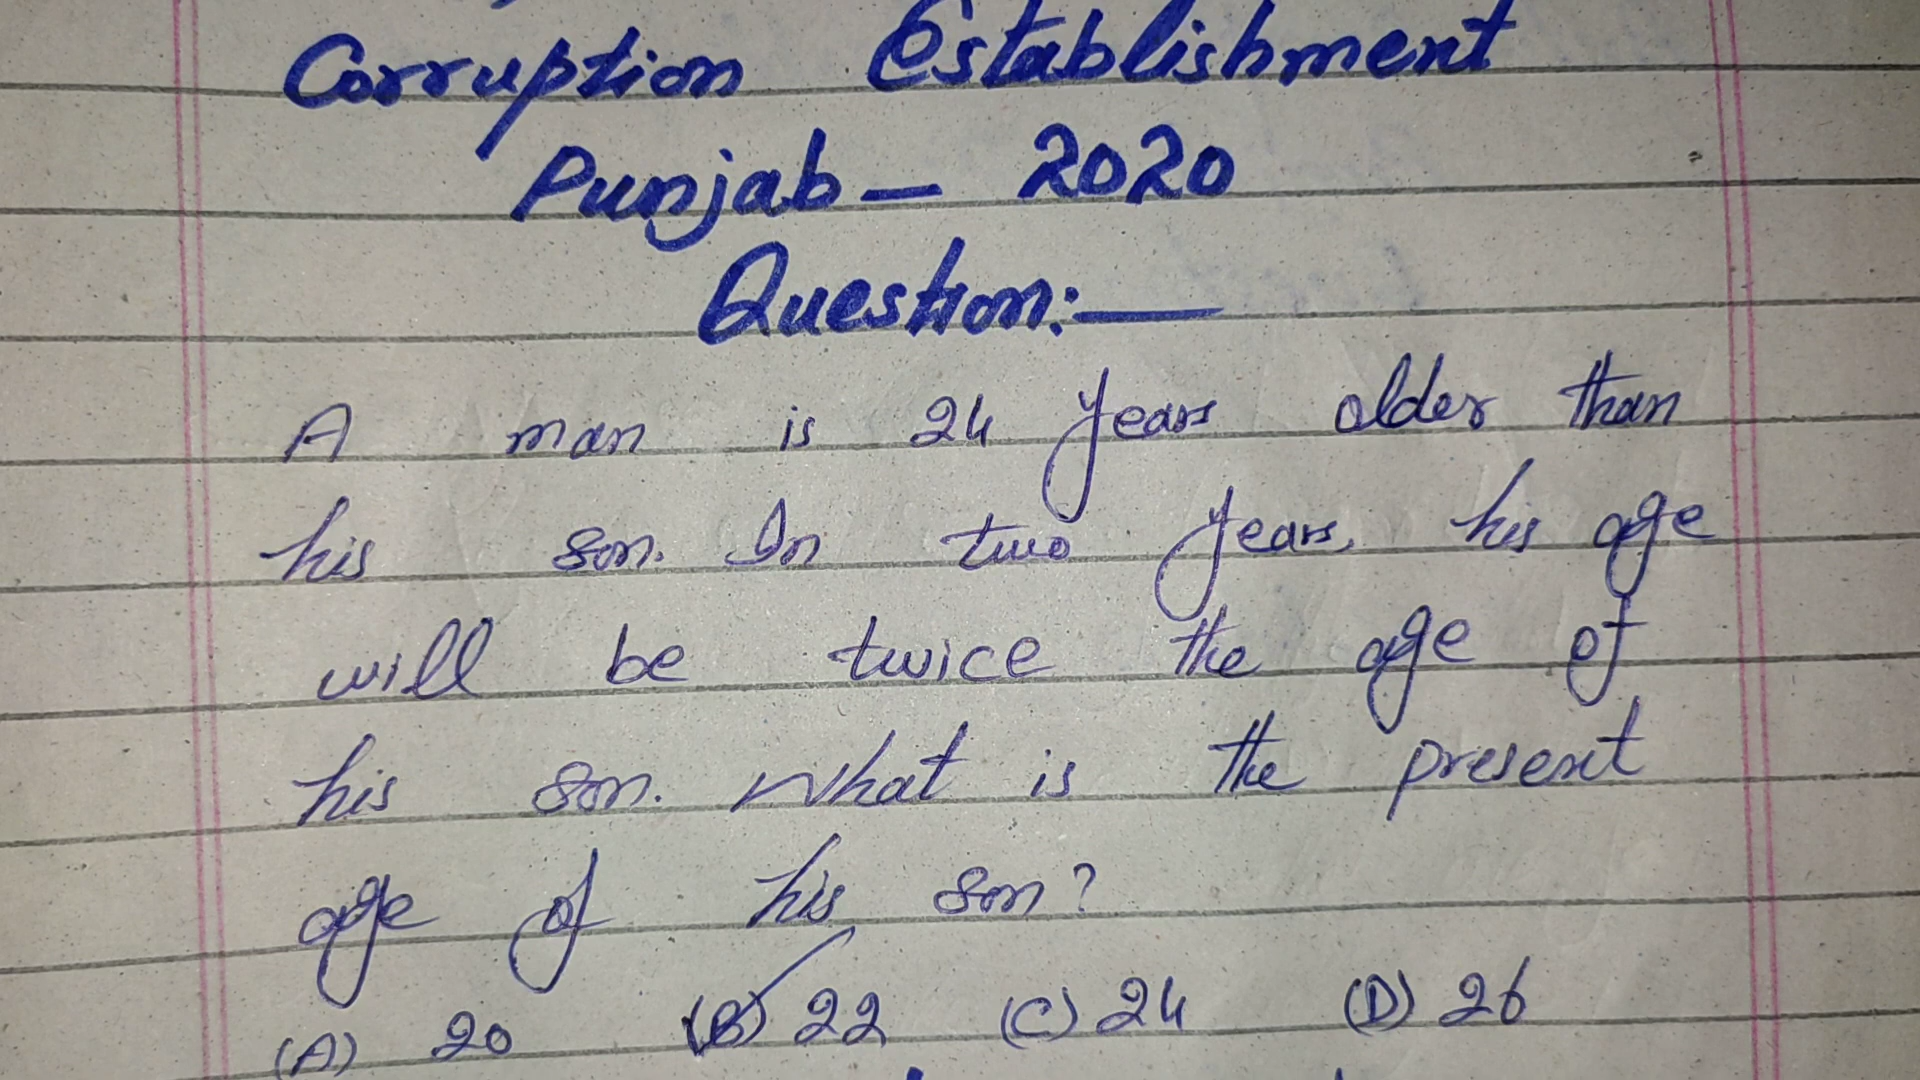 Corruption Establishment
Punjab — 2020
Question:—
A man is 24 years older than
his son. In two years, his age
will be twice the age of
his son. What is the present
age of his son?
(A) 20 (B) 22 (C) 24 (D) 26